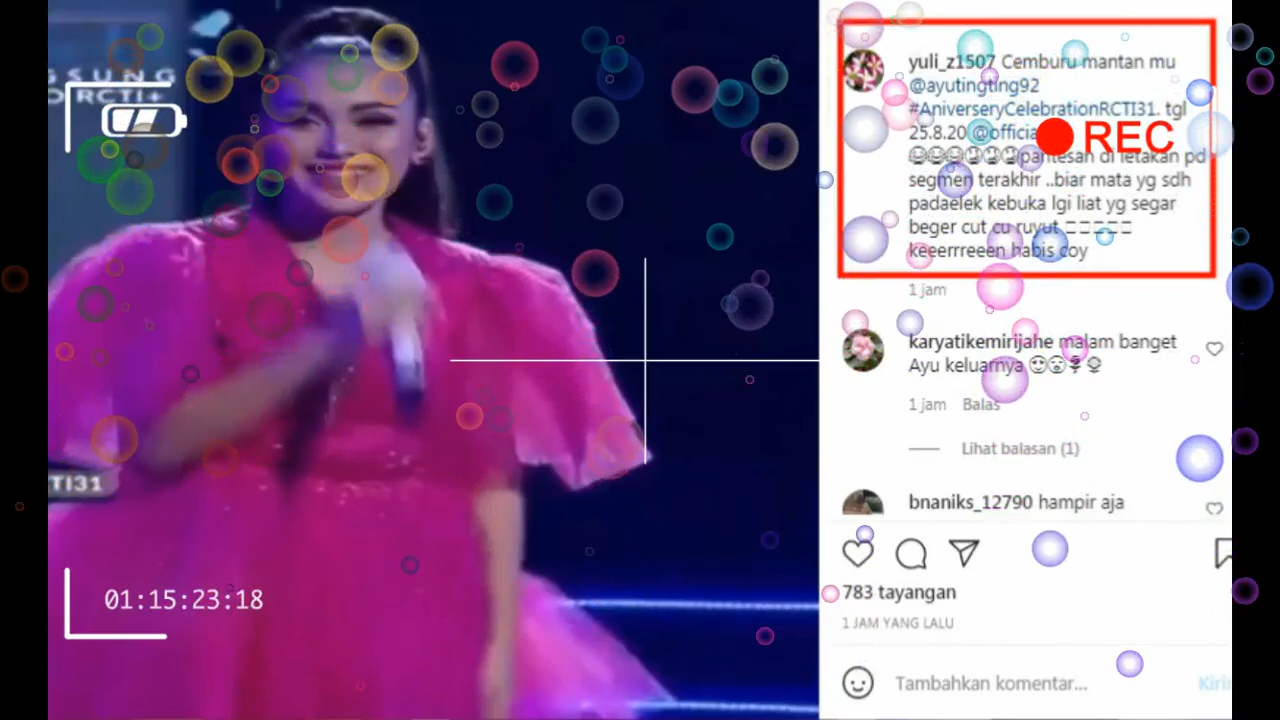 GSUNG
RCTI+
TI31
01:15:23:18
REC
yuli_z1507 Cemburu mantan mu
@ayutingting92
#AniverseryCelebrationRCTI31. tgl
25.8.20 @officia
pantesan di letakan pd
segmen terakhir ..biar mata yg sdh
padaelek kebuka lgi liat yg segar
beger cut cu ruyut
keeerrreeen habis coy
1 jam
karyatikemirijahe malam banget
Ayu keluarnya
1 jam Balas
Lihat balasan (1)
bnaniks_12790 hampir aja
783 tayangan
1 JAM YANG LALU
Tambahkan komentar... Kirim